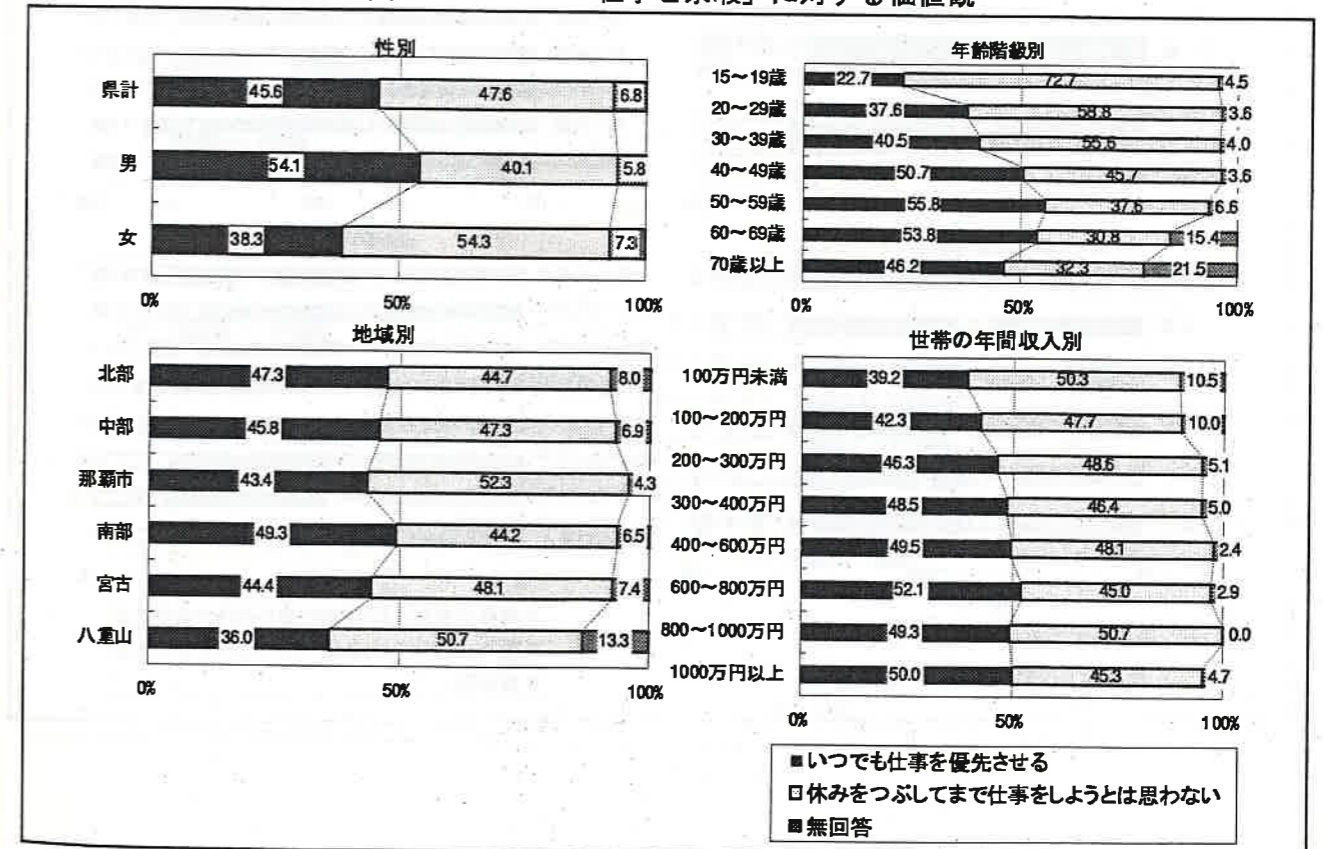 性別
県計 45.6 47.6 6.8
男 54.1 40.1 5.8
女 38.3 54.3 7.3
0% 50% 100%
年齢階級別
15～19歳 22.7 72.7 4.5
20～29歳 37.6 58.8 3.6
30～39歳 40.5 55.6 4.0
40～49歳 50.7 45.7 3.6
50～59歳 55.8 37.6 6.6
60～69歳 53.8 30.8 15.4
70歳以上 46.2 32.3 21.5
0% 50% 100%
地域別
北部 47.3 44.7 8.0
中部 45.8 47.3 6.9
那覇市 43.4 52.3 4.3
南部 49.3 44.2 6.5
宮古 44.4 48.1 7.4
八重山 36.0 50.7 13.3
0% 50% 100%
世帯の年間収入別
100万円未満 39.2 50.3 10.5
100～200万円 42.3 47.7 10.0
200～300万円 46.3 48.6 5.1
300～400万円 48.5 46.4 5.0
400～600万円 49.5 48.1 2.4
600～800万円 52.1 45.0 2.9
800～1000万円 49.3 50.7 0.0
1000万円以上 50.0 45.3 4.7
0% 50% 100%
いつでも仕事を優先させる
休みをつぶしてまで仕事をしようとは思わない
無回答